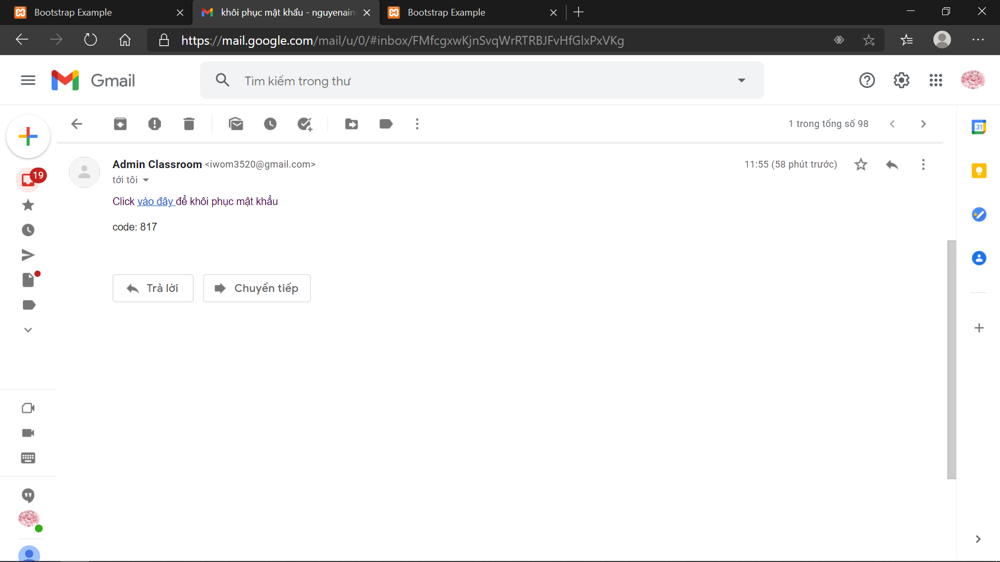 Bootstrap Example
khôi phục mật khẩu - nguyenain
Bootstrap Example
https://mail.google.com/mail/u/0/#inbox/FMfcgxwKjnSvqWrRTRBJFvHfGlxPxVKg
Gmail
Tìm kiếm trong thư
1 trong tổng số 98
31
19
Admin Classroom <iwom3520@gmail.com>
11:55 (58 phút trước)
tới tôi
Click vào đây để khôi phục mật khẩu
code: 817
Trả lời
Chuyển tiếp